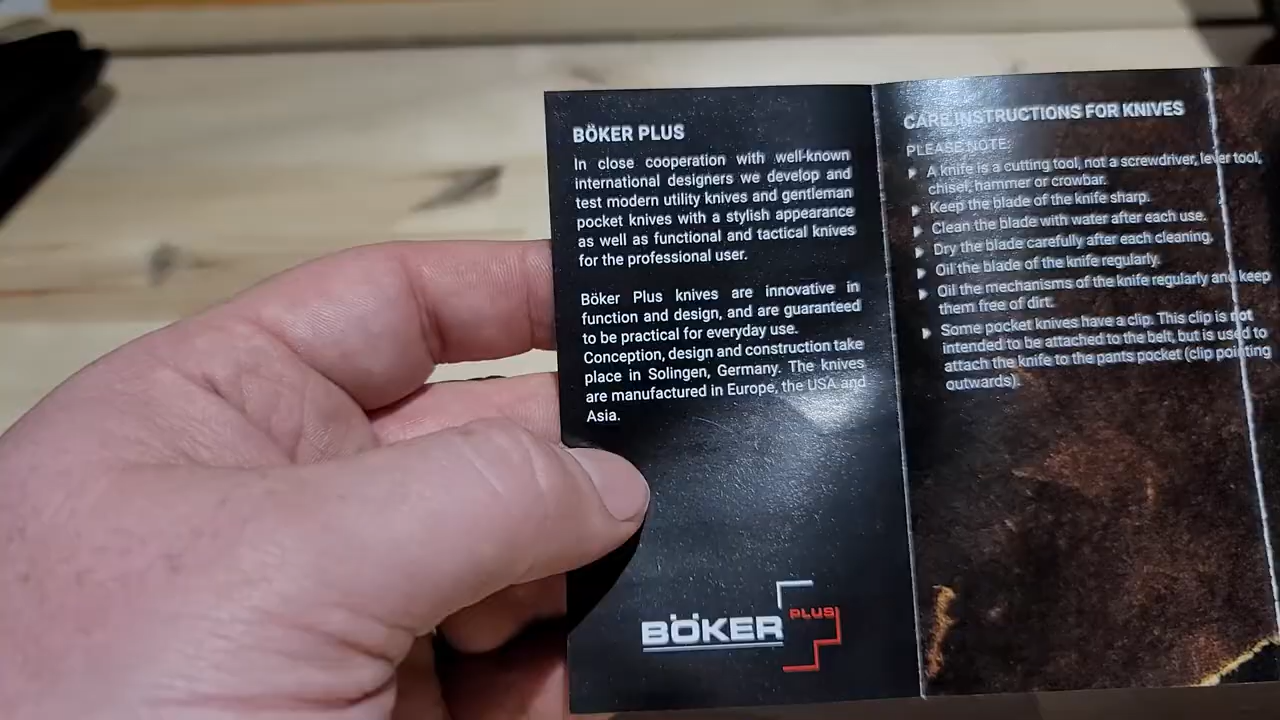 BÖKER PLUS
In close cooperation with well-known
international designers we develop and
test modern utility knives and gentleman
pocket knives with a stylish appearance
as well as functional and tactical knives
for the professional user.
Böker Plus knives are innovative in
function and design, and are guaranteed
to be practical for everyday use.
Conception, design and construction take
place in Solingen, Germany. The knives
are manufactured in Europe, the USA and
Asia.
BÖKER PLUS
CARE INSTRUCTIONS FOR KNIVES
PLEASE NOTE:
A knife is a cutting tool, not a screwdriver, lever tool,
chisel, hammer or crowbar.
Keep the blade of the knife sharp.
Clean the blade with water after each use.
Dry the blade carefully after each cleaning.
Oil the blade of the knife regularly.
Oil the mechanisms of the knife regularly and keep
them free of dirt.
Some pocket knives have a clip. This clip is not
intended to be attached to the belt, but is used to
attach the knife to the pants pocket (clip pointing
outwards).